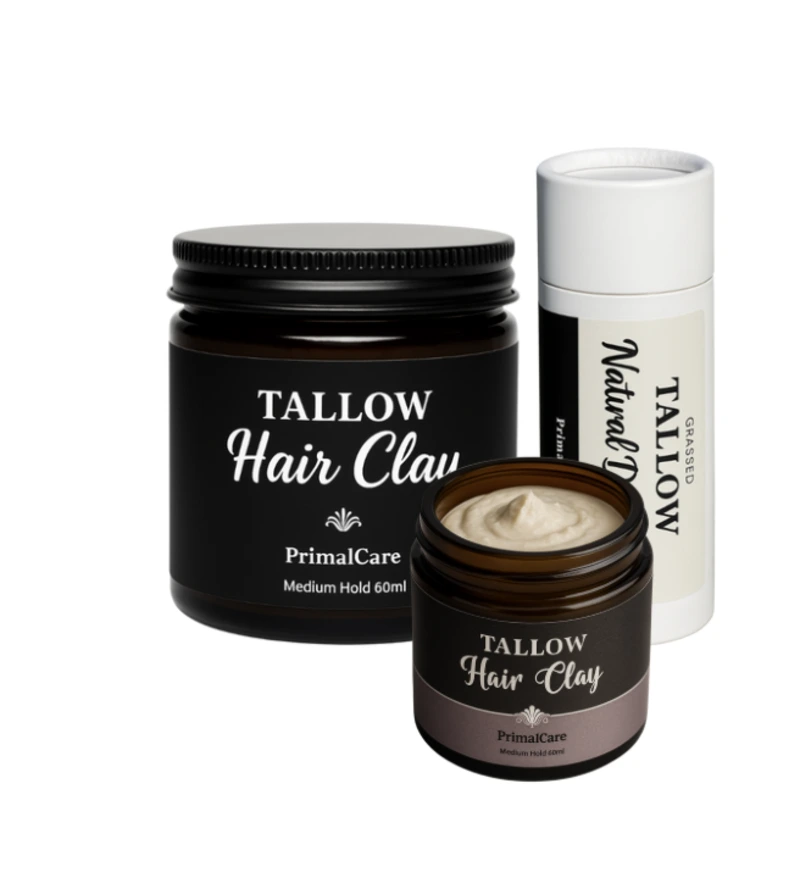 TALLOW
Hair Clay
PrimalCare
Medium Hold 60ml
GRASSED
TALLOW
Natural
TALLOW
Hair Clay
PrimalCare
Medium Hold 60ml